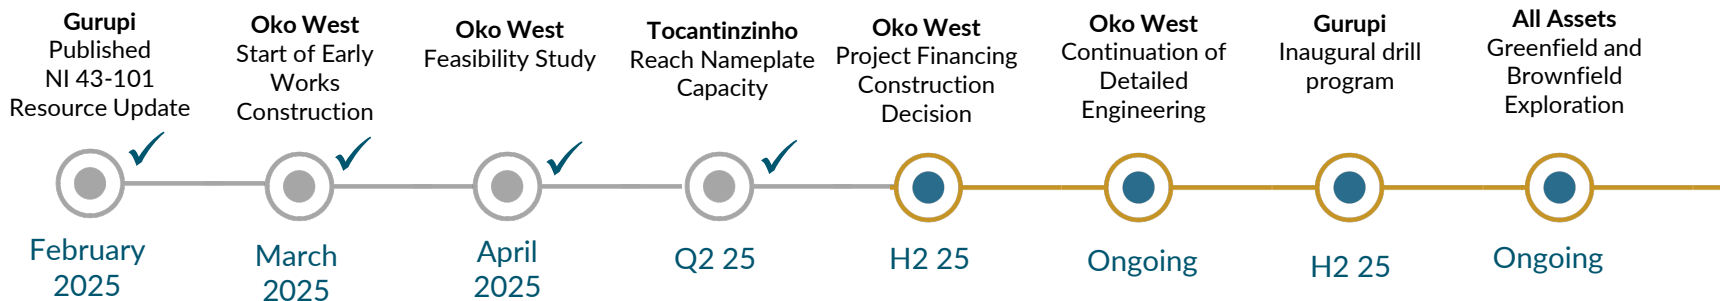 Gurupi
Published
NI 43-101
Resource Update
February
2025
Oko West
Start of Early
Works
Construction
March
2025
Oko West
Feasibility Study
April
2025
Tocantinzinho
Reach Nameplate
Capacity
Q2 25
Oko West
Project Financing
Construction
Decision
H2 25
Oko West
Continuation of
Detailed
Engineering
Ongoing
Gurupi
Inaugural drill
program
H2 25
All Assets
Greenfield and
Brownfield
Exploration
Ongoing